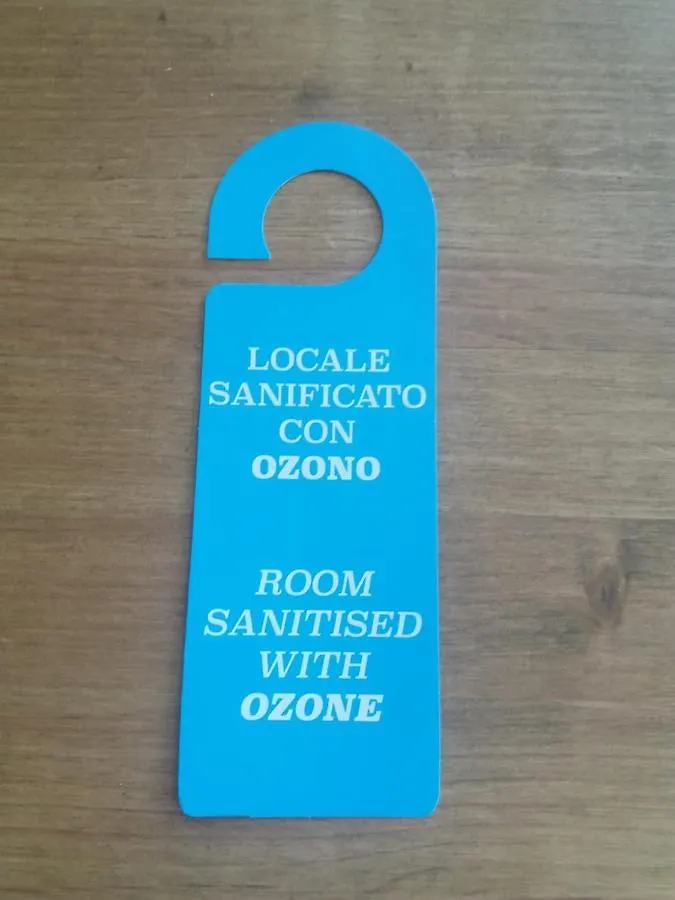 LOCALE
SANIFICATO
CON
OZONO
ROOM
SANITISED
WITH
OZONE